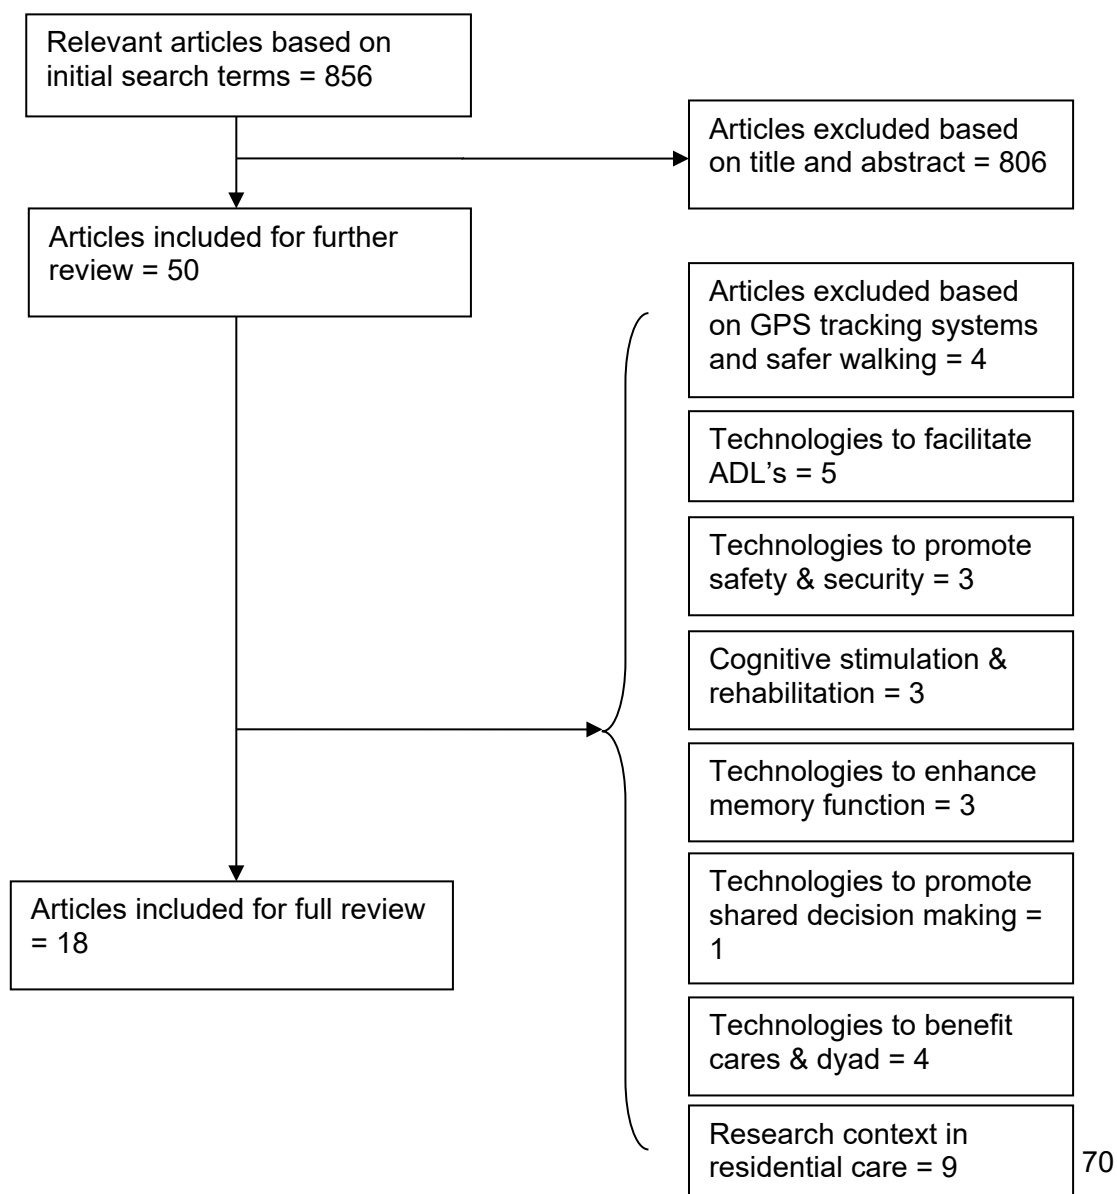 Relevant articles based on
initial search terms = 856
Articles excluded based
on title and abstract = 806
Articles included for further
review = 50
Articles excluded based
on GPS tracking systems
and safer walking = 4
Technologies to facilitate
ADL’s = 5
Technologies to promote
safety & security = 3
Cognitive stimulation &
rehabilitation = 3
Technologies to enhance
memory function = 3
Technologies to promote
shared decision making =
1
Articles included for full review
= 18
Technologies to benefit
cares & dyad = 4
Research context in
residential care = 9
70